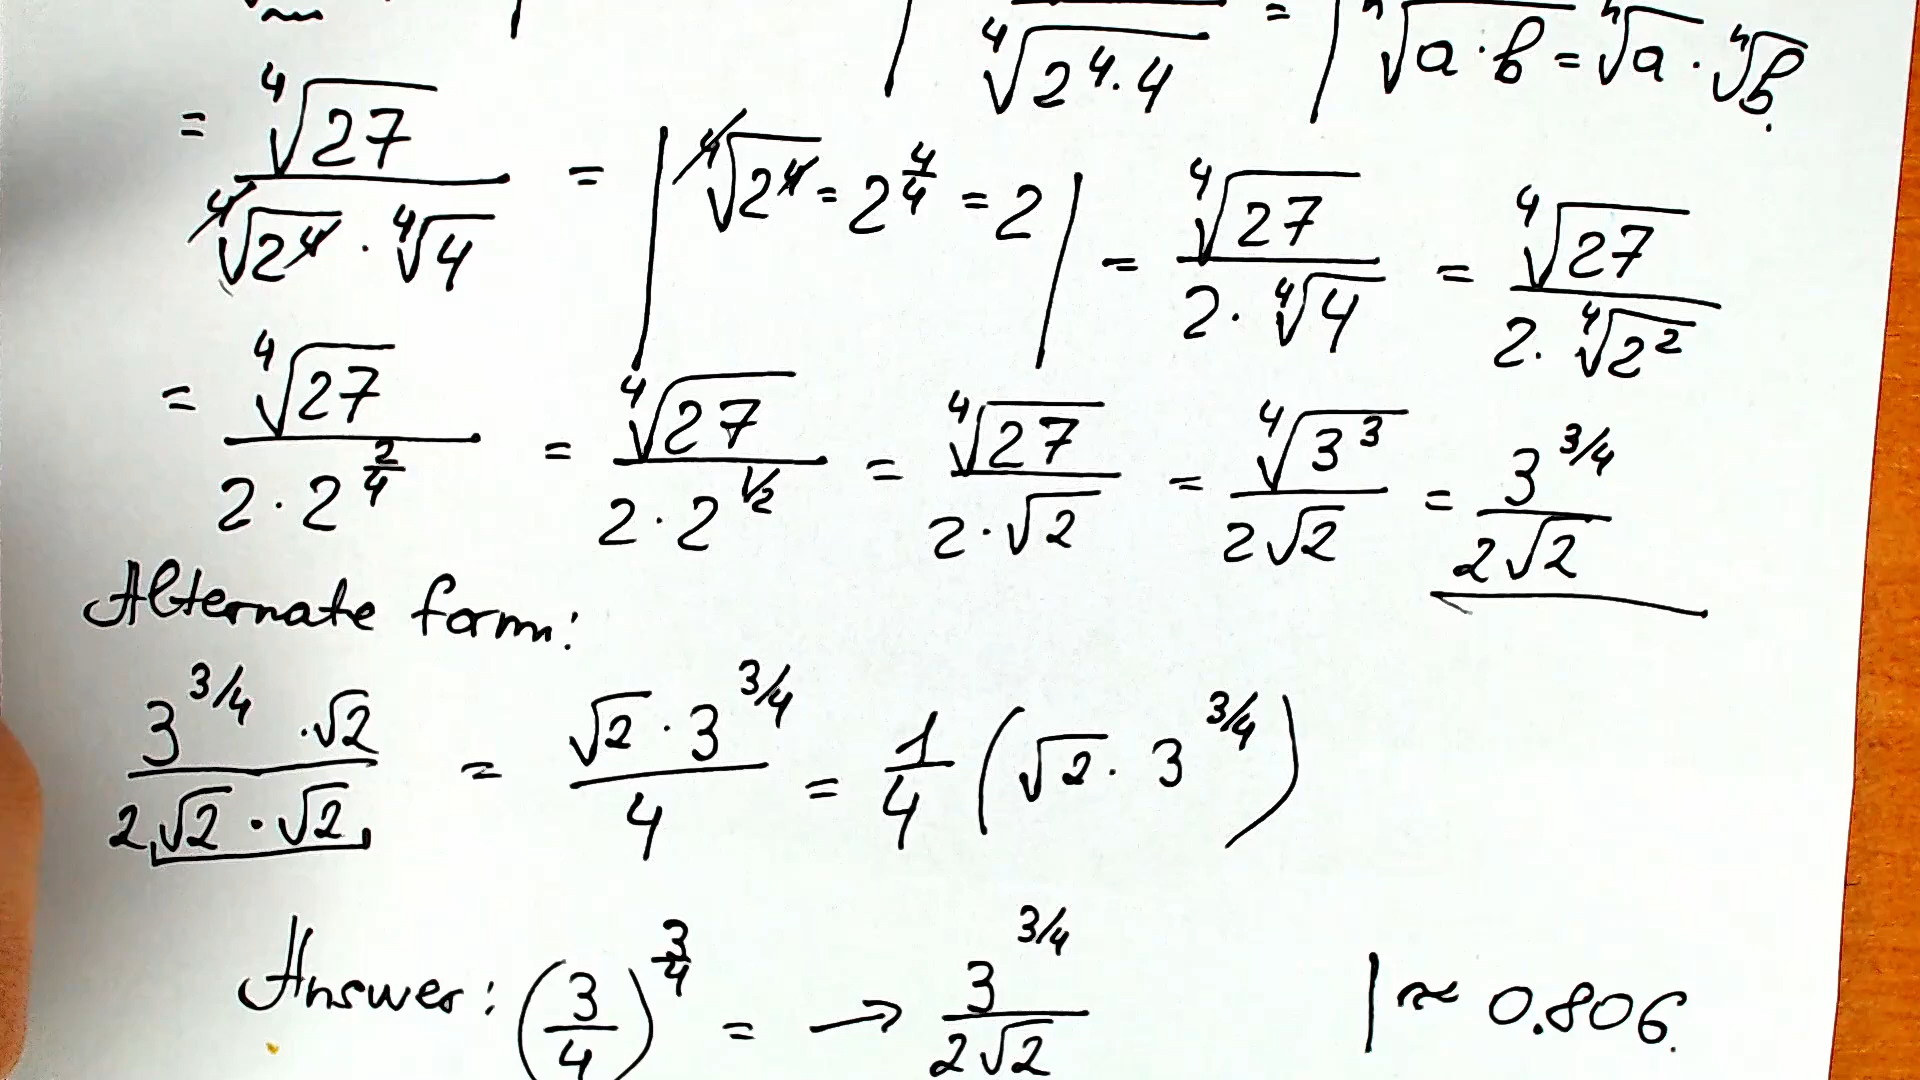 ⁴√(2⁴·4) = | ⁿ√(a·b) = ⁿ√a · ⁿ√b.
= ⁴√27 / (⁴√2⁴ · ⁴√4) = | ⁴√2⁴ = 2^(4/4) = 2 | = ⁴√27 / (2·⁴√4) = ⁴√27 / (2·⁴√2²)
= ⁴√27 / (2·2^(2/4)) = ⁴√27 / (2·2^(1/2)) = ⁴√27 / (2·√2) = ⁴√3³ / (2√2) = 3^(3/4) / (2√2)
Alternate form:
(3^(3/4) ·√2) / (2√2 · √2) = (√2 · 3^(3/4)) / 4 = 1/4 (√2 · 3^(3/4))
Answer: (3/4)^(3/4) = → 3^(3/4) / (2√2) | ≈ 0.806.